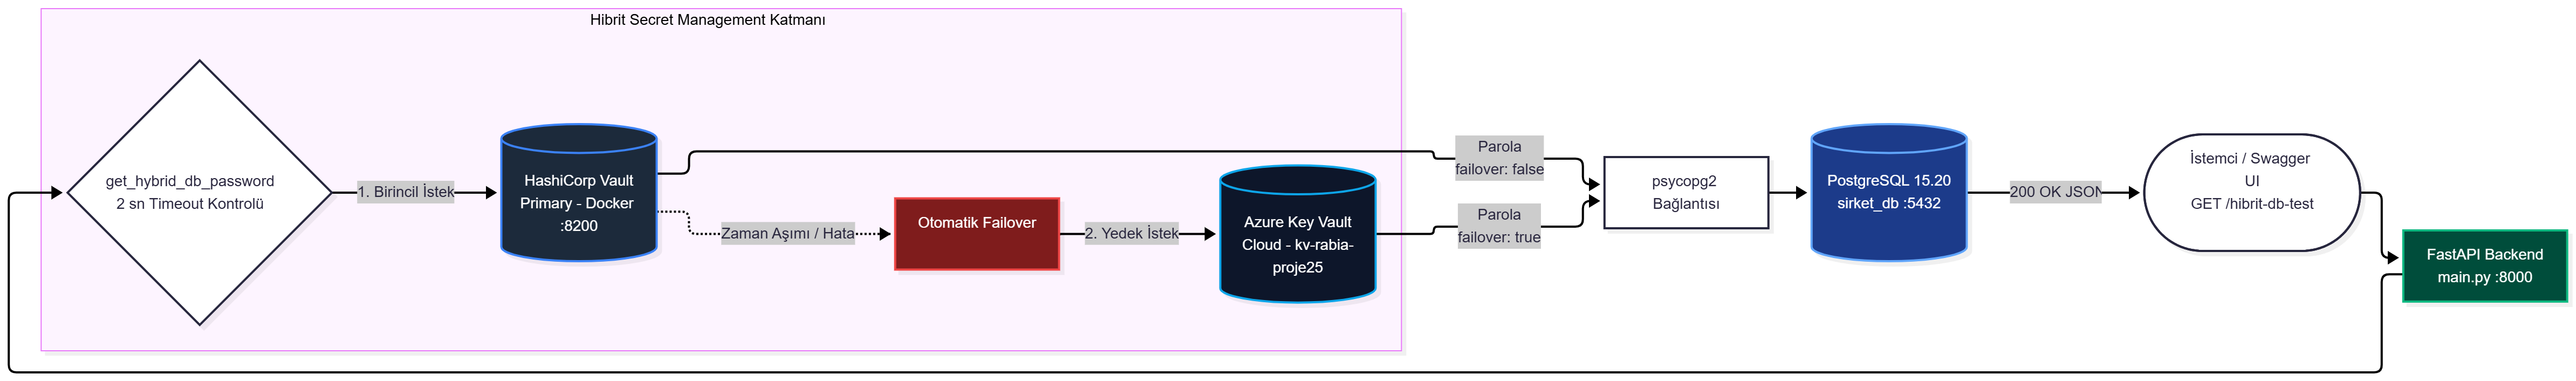 Hibrit Secret Management Katmanı
get_hybrid_db_password
2 sn Timeout Kontrolü
1. Birincil İstek
HashiCorp Vault
Primary - Docker
:8200
Zaman Aşımı / Hata
Otomatik Failover
2. Yedek İstek
Azure Key Vault
Cloud - kv-rabia-
proje25
Parola
failover: false
Parola
failover: true
psycopg2
Bağlantısı
PostgreSQL 15.20
sirket_db :5432
200 OK JSON
İstemci / Swagger
UI
GET /hibrit-db-test
FastAPI Backend
main.py :8000